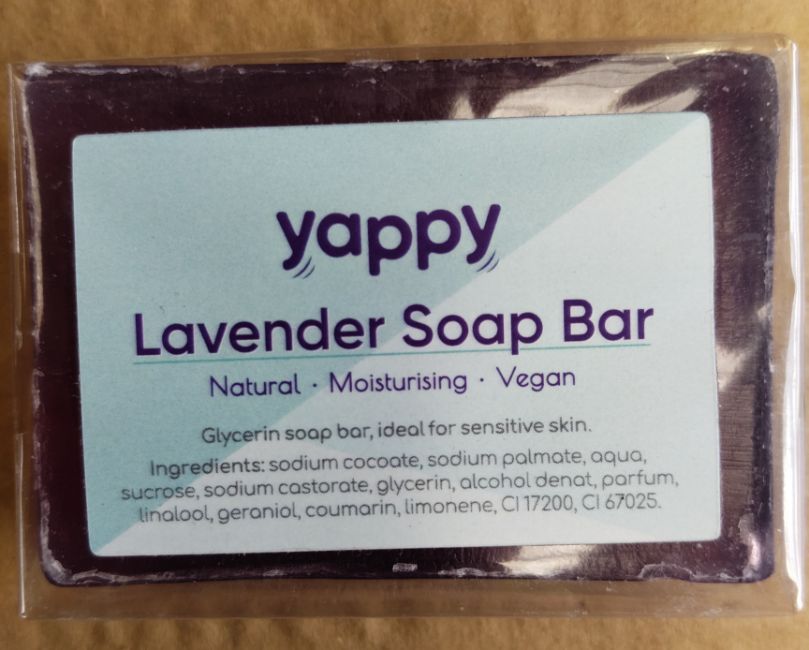 yappy
Lavender Soap Bar
Natural · Moisturising · Vegan
Glycerin soap bar, ideal for sensitive skin.
Ingredients: sodium cocoate, sodium palmate, aqua,
sucrose, sodium castorate, glycerin, alcohol denat, parfum,
linalool, geraniol, coumarin, limonene, CI 17200, CI 67025.